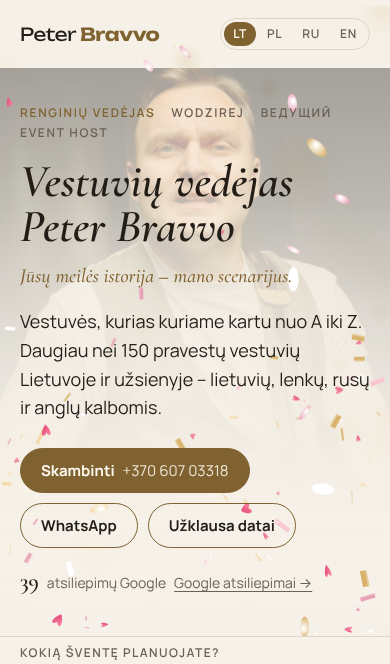 Peter Bravvo
LT PL RU EN
RENGINIŲ VEDĖJAS WODZIREJ ВЕДУЩИЙ
EVENT HOST
Vestuvių vedėjas
Peter Bravvo
Jūsų meilės istorija – mano scenarijus.
Vestuvės, kurias kuriame kartu nuo A iki Z.
Daugiau nei 150 pravestų vestuvių
Lietuvoje ir užsienyje – lietuvių, lenkų, rusų
ir anglų kalbomis.
Skambinti +370 607 03318
WhatsApp Užklausa datai
39 atsiliepimų Google Google atsiliepimai →
KOKIĄ ŠVENTĘ PLANUOJATE?